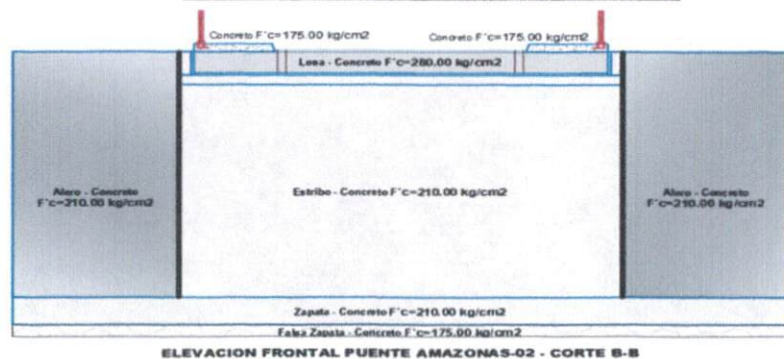 Concreto F´c=175.00 kg/cm2 Concreto F´c=175.00 kg/cm2
Losa - Concreto F´c=280.00 kg/cm2
Alero - Concreto
F´c=210.00 kg/cm2
Estribo - Concreto F´c=210.00 kg/cm2
Alero - Concreto
F´c=210.00 kg/cm2
Zapata - Concreto F´c=210.00 kg/cm2
Falsa Zapata - Concreto F´c=175.00 kg/cm2
ELEVACION FRONTAL PUENTE AMAZONAS-02 - CORTE B-B